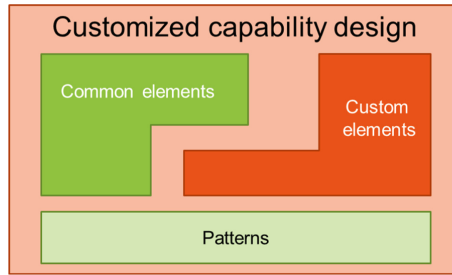 Customized capability design
Common elements
Custom
elements
Patterns